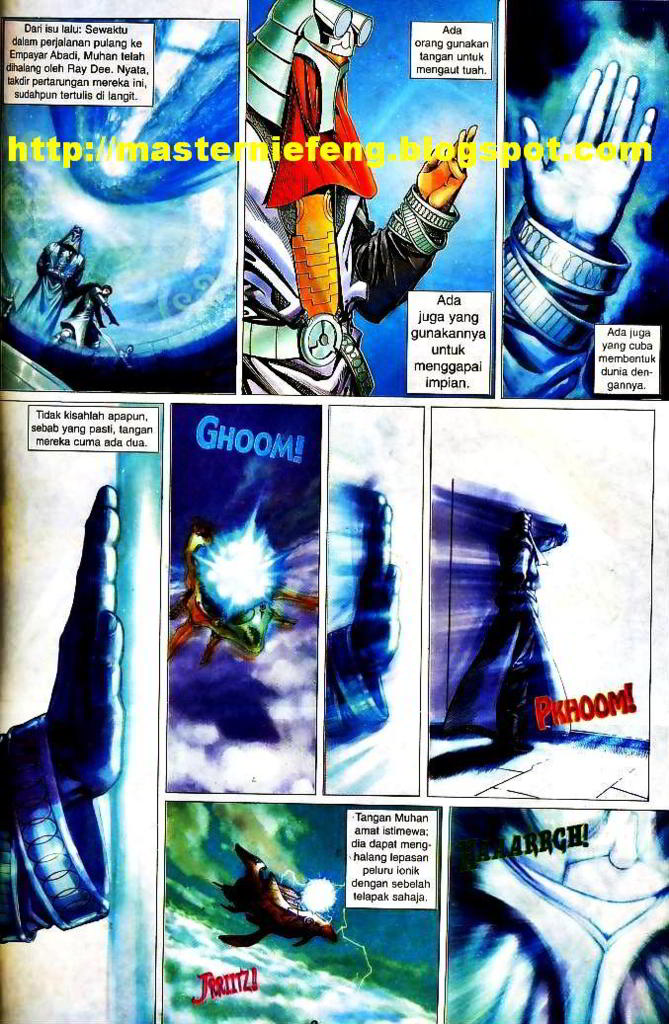 Dari isu lalu: Sewaktu
dalam perjalanan pulang ke
Empayar Abadi, Muhan telah
dihalang oleh Ray Dee. Nyata,
takdir pertarungan mereka ini,
sudahpun tertulis di langit.
Ada
orang gunakan
tangan untuk
mengaut tuah.
http://masterniefeng.blogspot.com
Ada
juga yang
gunakannya
untuk
menggapai
impian.
Ada juga
yang cuba
membentuk
dunia den-
gannya.
Tidak kisahlah apapun,
sebab yang pasti, tangan
mereka cuma ada dua.
GHOOM!
PKHOOM!
Tangan Muhan
amat istimewa;
dia dapat meng-
halang lepasan
peluru ionik
dengan sebelah
telapak sahaja.
JRRIITZ!
HAAARRGH!